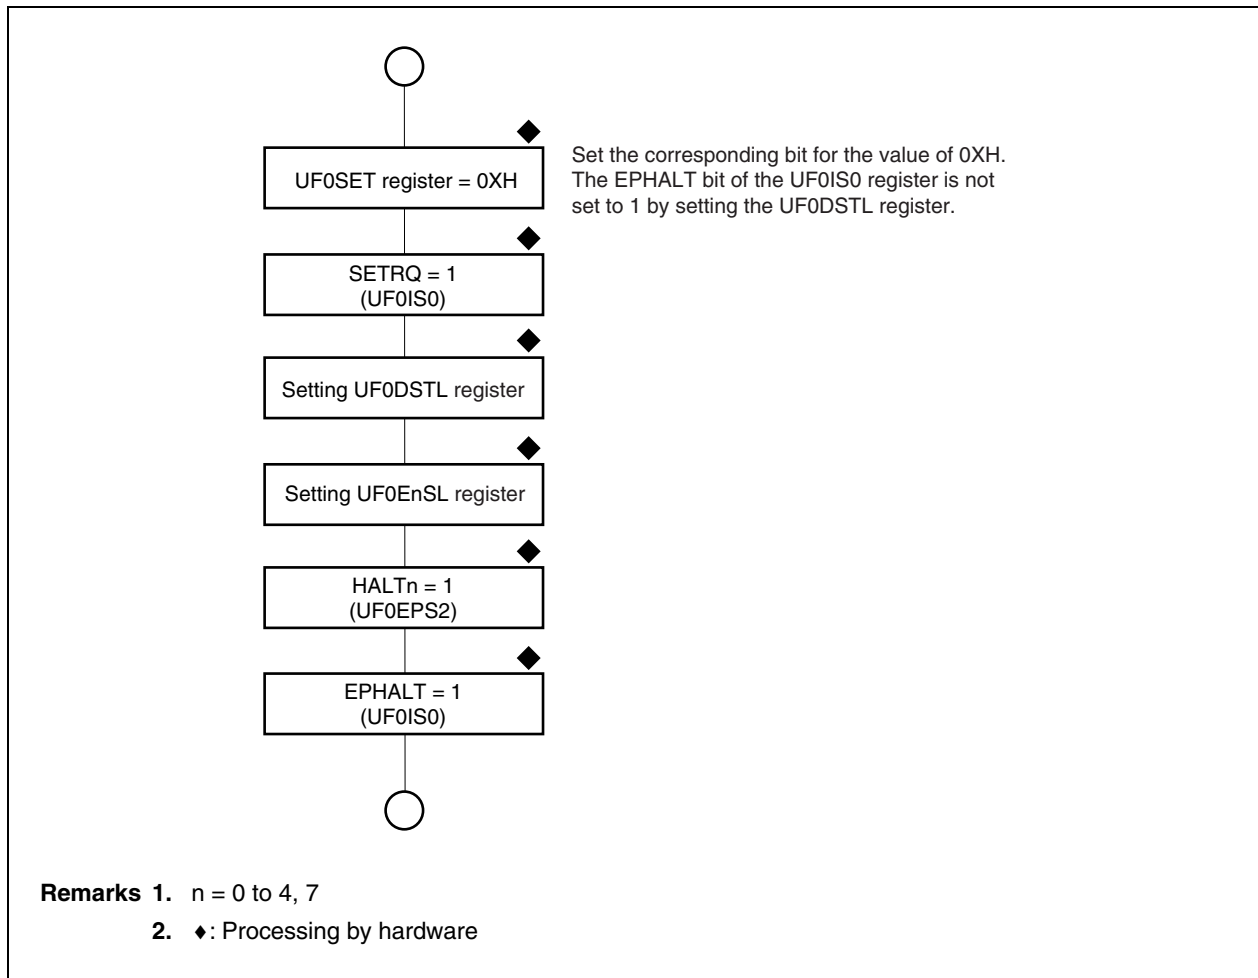 UF0SET register = 0XH
Set the corresponding bit for the value of 0XH.
The EPHALT bit of the UF0IS0 register is not
set to 1 by setting the UF0DSTL register.
SETRQ = 1
(UF0IS0)
Setting UF0DSTL register
Setting UF0EnSL register
HALTn = 1
(UF0EPS2)
EPHALT = 1
(UF0IS0)
Remarks 1. n = 0 to 4, 7
2. ♦: Processing by hardware